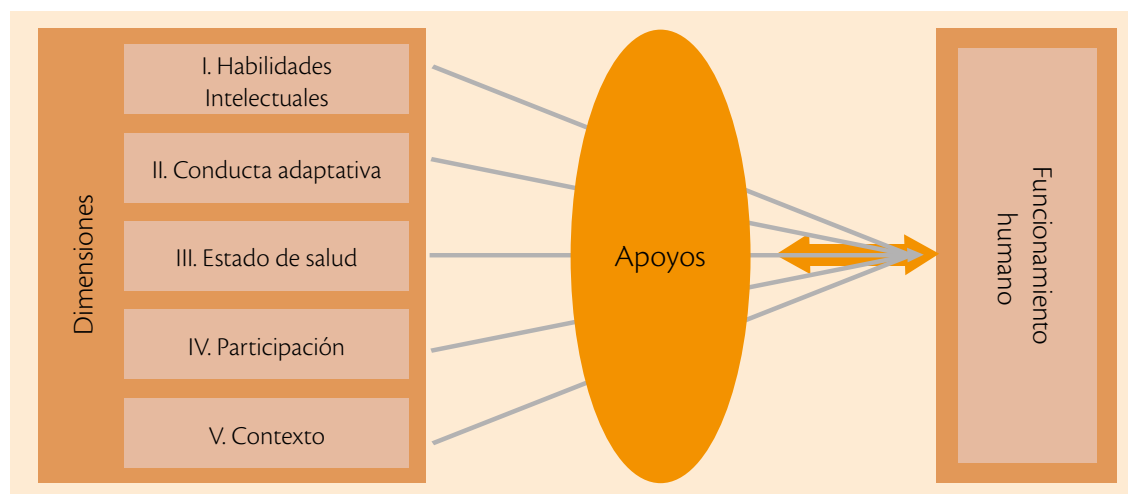 Dimensiones
I. Habilidades
Intelectuales
II. Conducta adaptativa
III. Estado de salud
IV. Participación
V. Contexto
Apoyos
Funcionamiento
humano